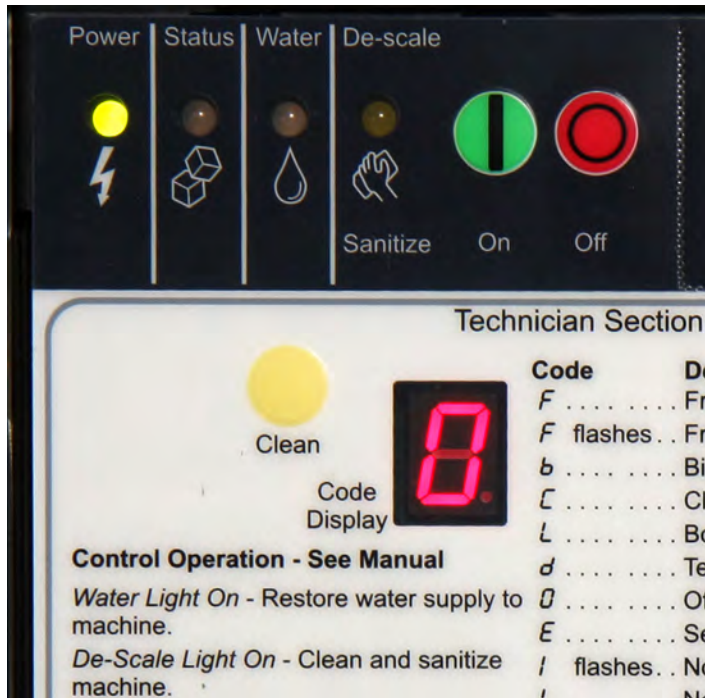 Power Status Water De-scale
Sanitize On Off
Technician Section
Clean
Code Display
0
Control Operation - See Manual
Water Light On - Restore water supply to
machine.
De-Scale Light On - Clean and sanitize
machine.
Code De
F ........ Fr
F flashes.. Fr
b ........ Bi
C ........ Cl
L ........ Bo
d ........ Te
0 ........ Of
E ........ Se
I flashes.. No